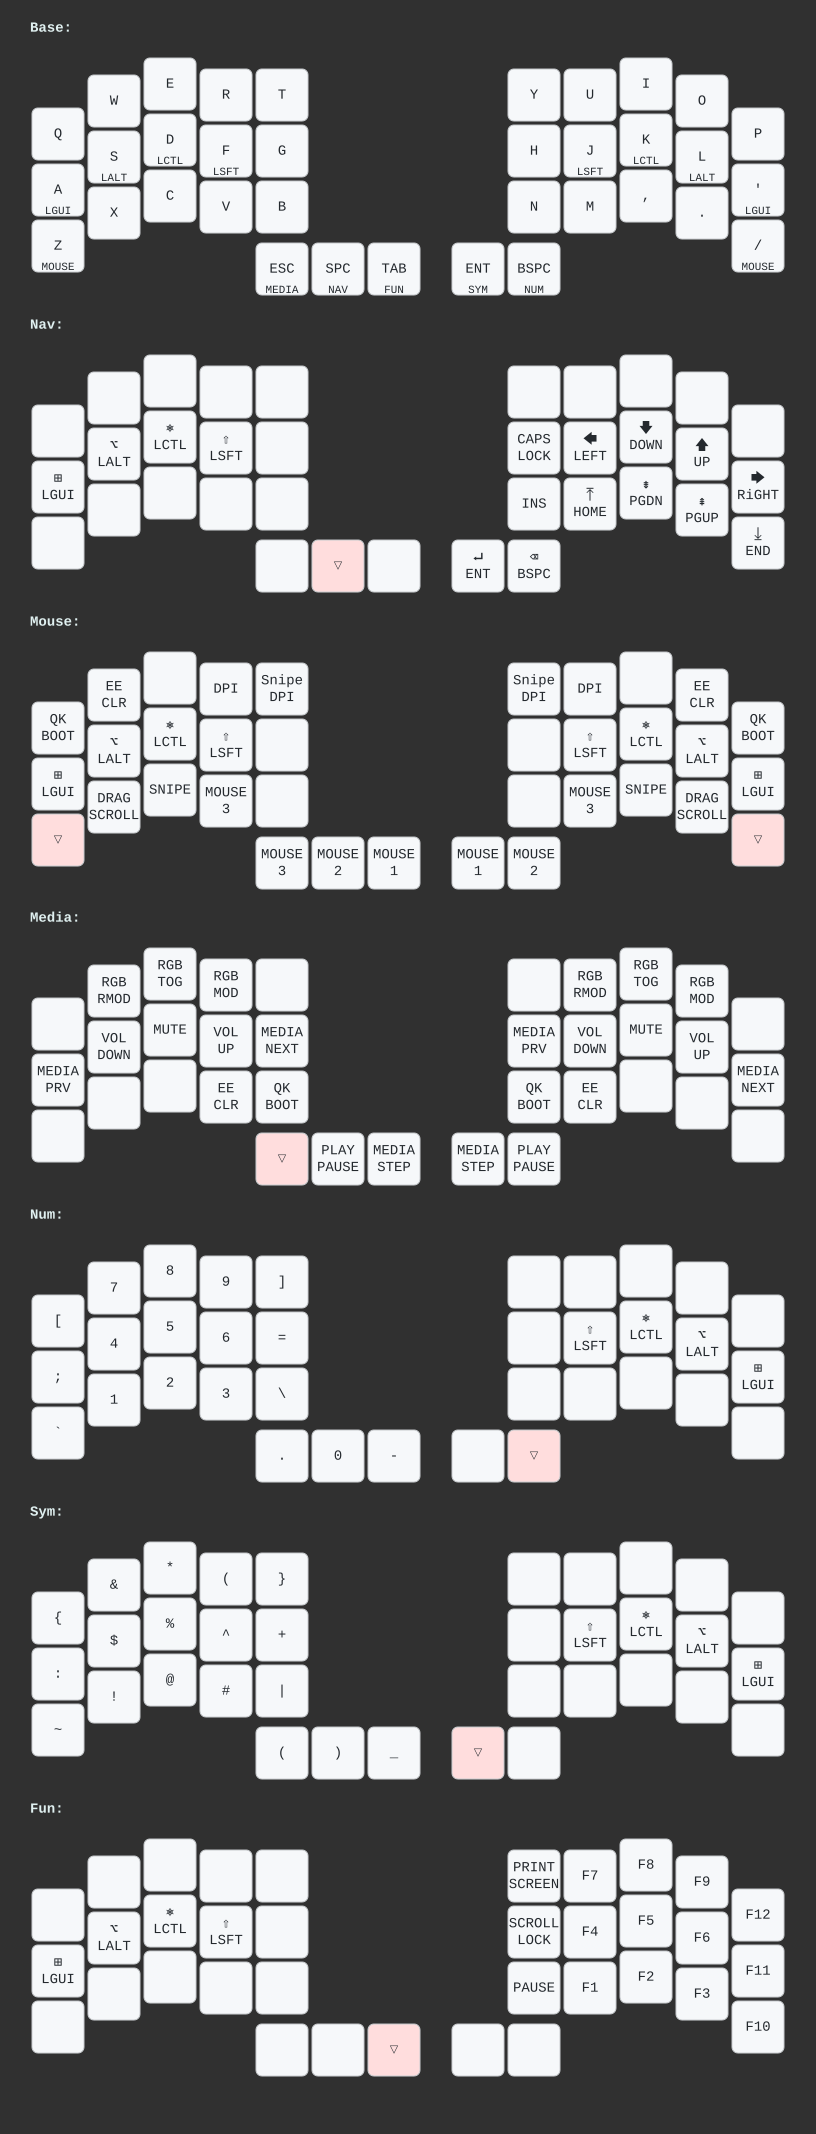 Base:
Q W E R T Y U I O P
A S D F G H J K L '
LGUI LALT LCTL LSFT LSFT LCTL LALT LGUI
Z X C V B N M , . /
MOUSE MOUSE
ESC SPC TAB ENT BSPC
MEDIA NAV FUN SYM NUM
Nav:
⊞ ⌥ ⎈ ⇧ CAPS 🡄 🡇 🡅 🡆
LGUI LALT LCTL LSFT LOCK LEFT DOWN UP RiGHT
INS ⤒ HOME ⇟ PGDN ⇞ PGUP ⤓ END
▽ ↵ ⌫
ENT BSPC
Mouse:
QK EE DPI Snipe Snipe DPI EE QK
BOOT CLR DPI DPI CLR BOOT
⊞ ⌥ ⎈ ⇧ ⇧ ⎈ ⌥ ⊞
LGUI LALT LCTL LSFT LSFT LCTL LALT LGUI
▽ DRAG SNIPE MOUSE MOUSE SNIPE DRAG ▽
SCROLL 3 3 SCROLL
MOUSE MOUSE MOUSE MOUSE MOUSE
3 2 1 1 2
Media:
RGB RGB RGB RGB RGB RGB
RMOD TOG MOD RMOD TOG MOD
MEDIA VOL MUTE VOL MEDIA MEDIA VOL MUTE VOL MEDIA
PRV DOWN UP NEXT PRV DOWN UP NEXT
EE QK QK EE
CLR BOOT BOOT CLR
▽ PLAY MEDIA MEDIA PLAY
PAUSE STEP STEP PAUSE
Num:
[ 7 8 9 ]
; 4 5 6 = ⇧ ⎈ ⌥ ⊞
LSFT LCTL LALT LGUI
` 1 2 3 \
. 0 - ▽
Sym:
{ & * ( }
: $ % ^ + ⇧ ⎈ ⌥ ⊞
LSFT LCTL LALT LGUI
~ ! @ # |
( ) _ ▽
Fun:
PRINT F7 F8 F9 F12
SCREEN
⊞ ⌥ ⎈ ⇧ SCROLL F4 F5 F6 F11
LGUI LALT LCTL LSFT LOCK
PAUSE F1 F2 F3 F10
▽